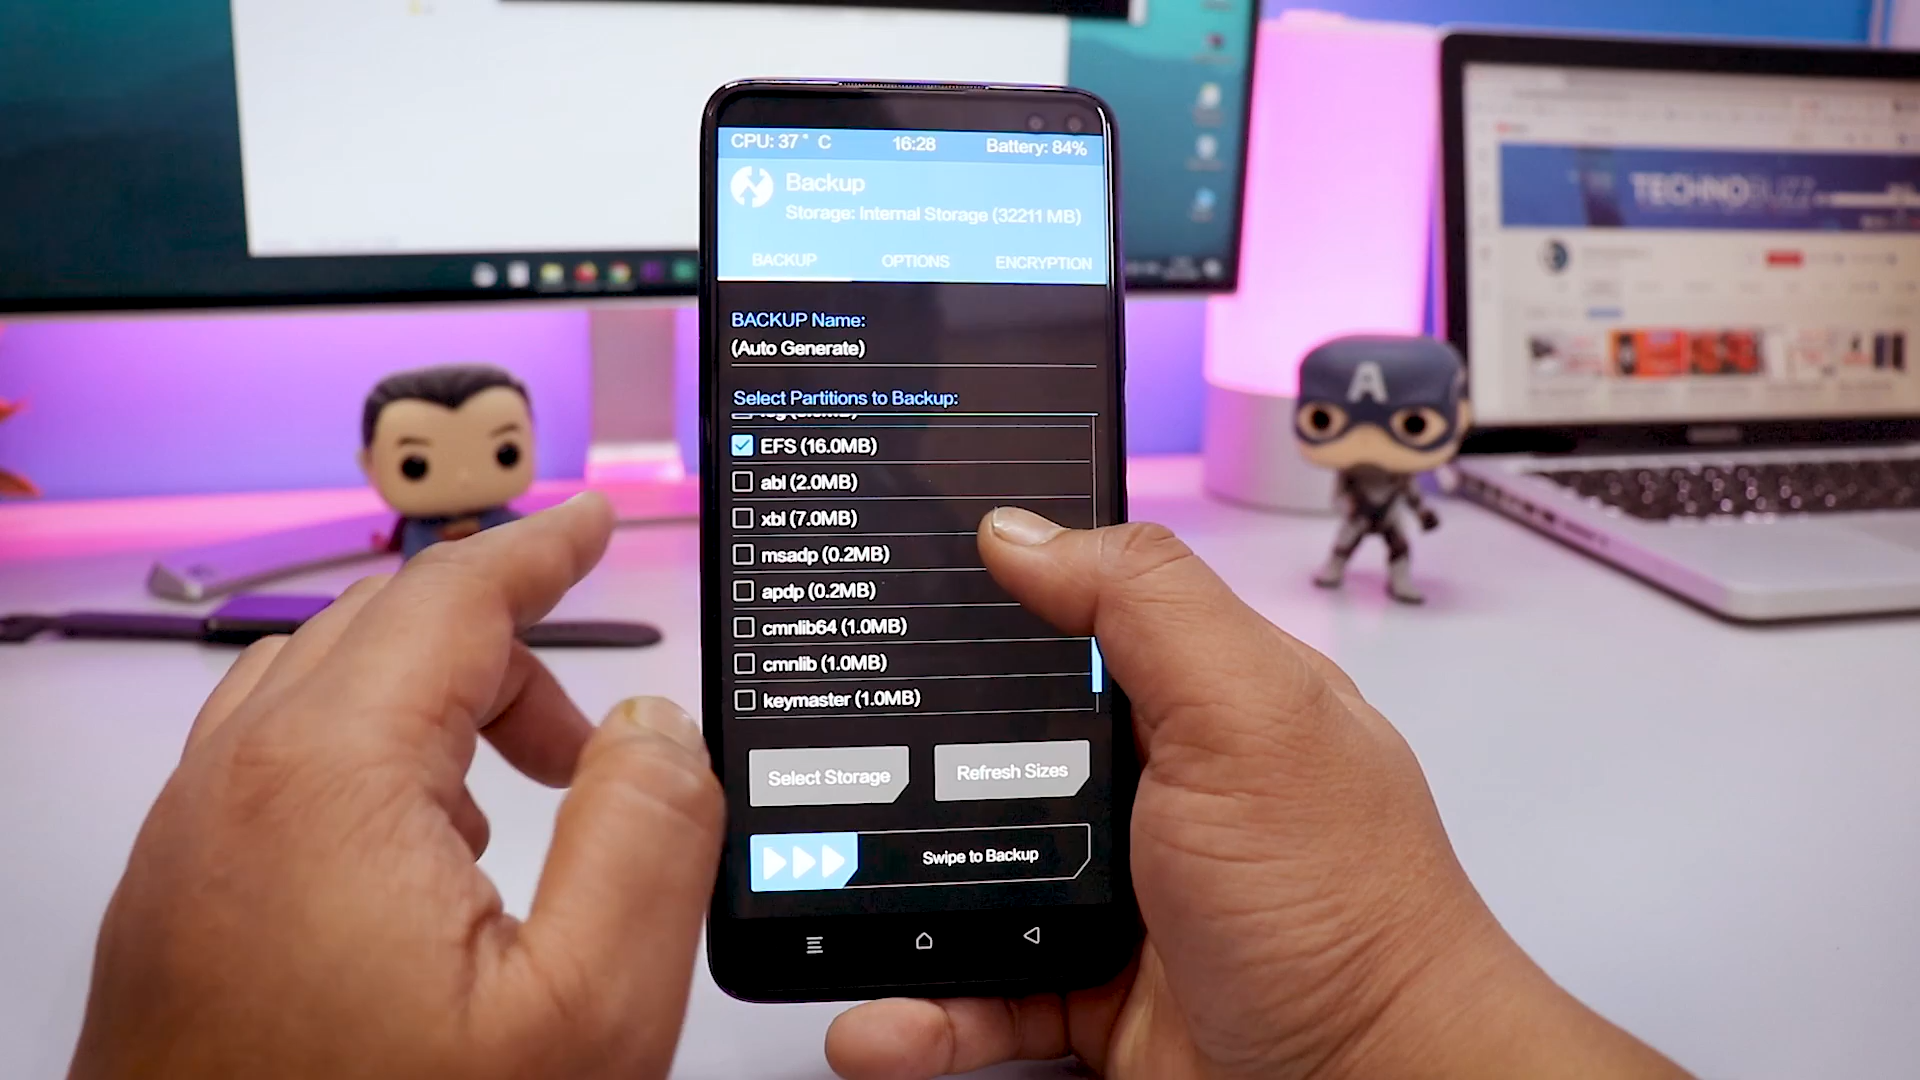 CPU: 37° C 16:28 Battery: 84%
Backup
Storage: Internal Storage (32211 MB)
BACKUP OPTIONS ENCRYPTION
BACKUP Name:
(Auto Generate)
Select Partitions to Backup:
EFS (16.0MB)
abl (2.0MB)
xbl (7.0MB)
msadp (0.2MB)
apdp (0.2MB)
cmnlib64 (1.0MB)
cmnlib (1.0MB)
keymaster (1.0MB)
Select Storage Refresh Sizes
Swipe to Backup
TECHNOBUZZ
A